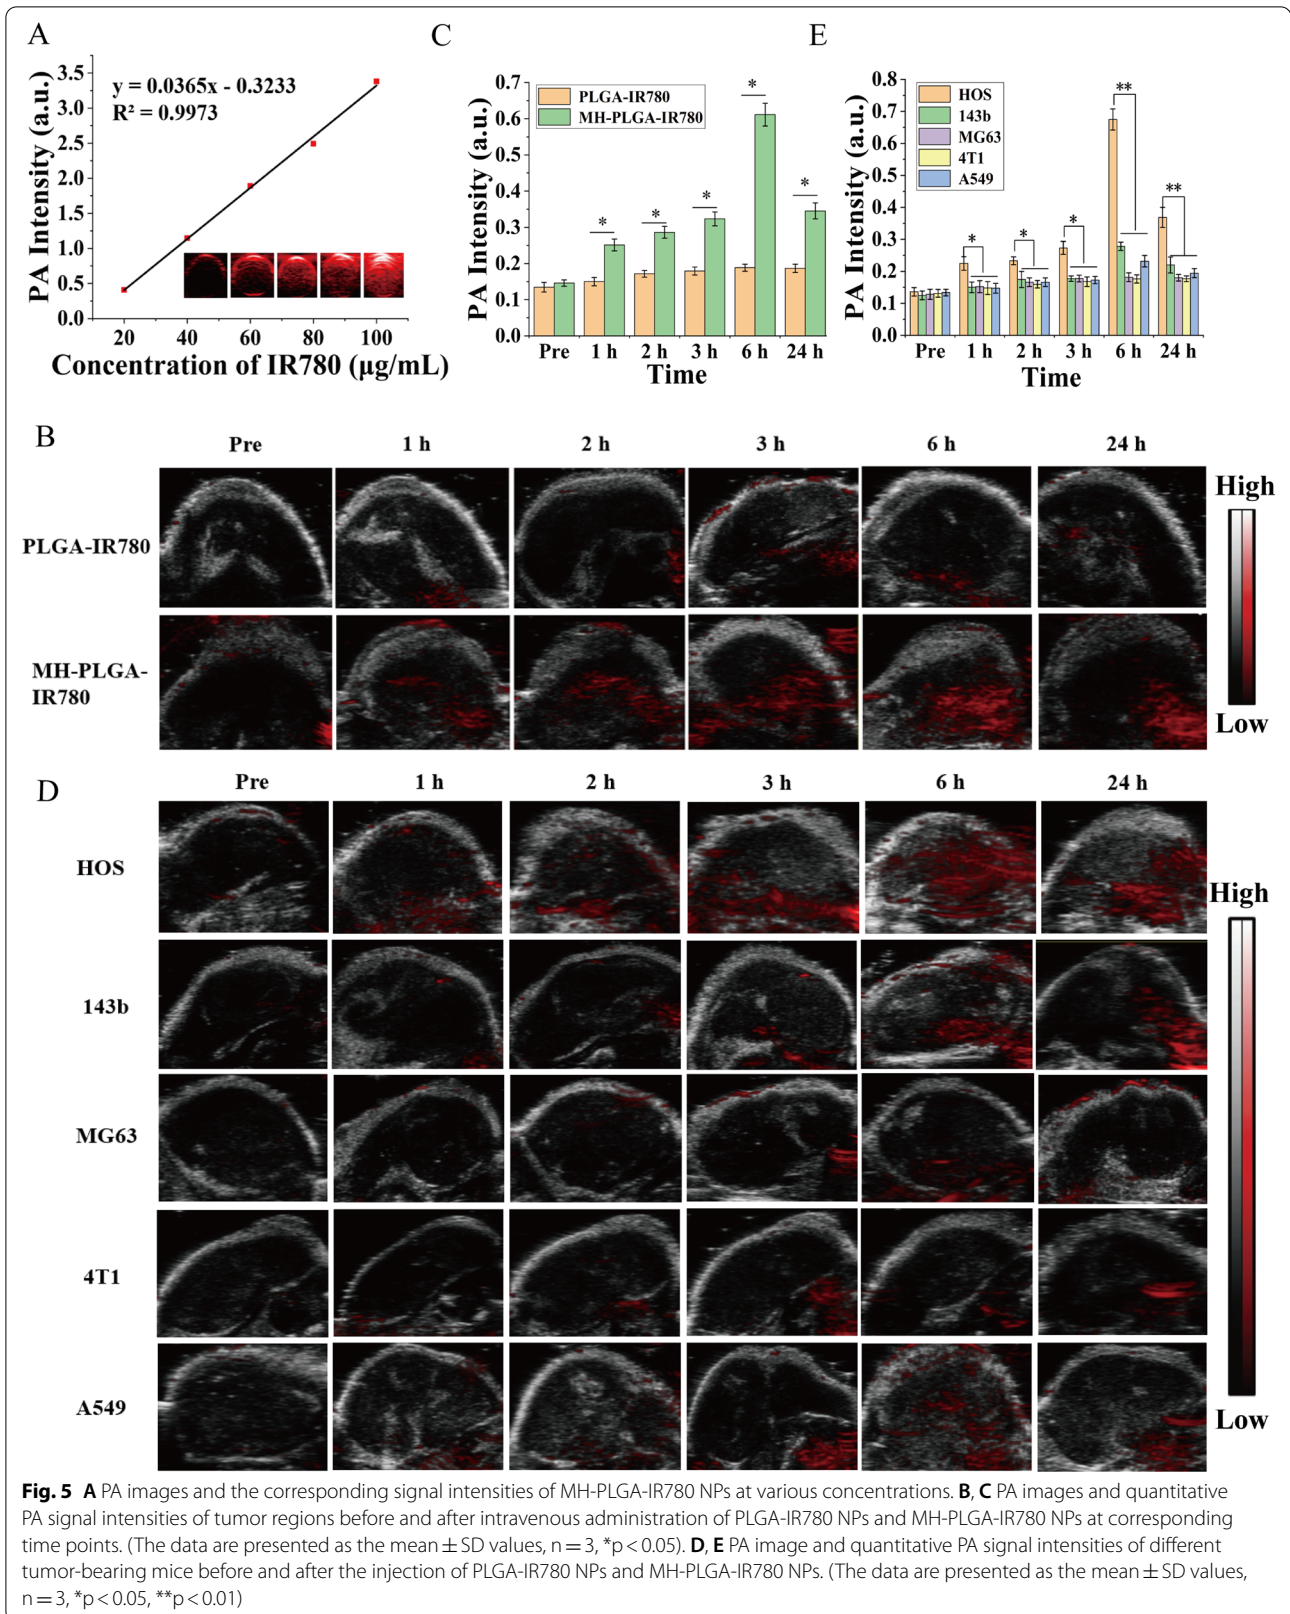 A
y = 0.0365x - 0.3233
R² = 0.9973
PA Intensity (a.u.)
3.5
3.0
2.5
2.0
1.5
1.0
0.5
0.0
20 40 60 80 100
Concentration of IR780 (µg/mL)
C
PLGA-IR780
MH-PLGA-IR780
PA Intensity (a.u.)
0.7
0.6
0.5
0.4
0.3
0.2
0.1
0.0
* * * * *
Pre 1 h 2 h 3 h 6 h 24 h
Time
E
HOS
143b
MG63
4T1
A549
PA Intensity (a.u.)
0.8
0.7
0.6
0.5
0.4
0.3
0.2
0.1
0.0
* * * ** **
Pre 1 h 2 h 3 h 6 h 24 h
Time
B
Pre 1 h 2 h 3 h 6 h 24 h
PLGA-IR780
MH-PLGA-
IR780
High
Low
D
Pre 1 h 2 h 3 h 6 h 24 h
HOS
143b
MG63
4T1
A549
High
Low
Fig. 5 A PA images and the corresponding signal intensities of MH-PLGA-IR780 NPs at various concentrations. B, C PA images and quantitative
PA signal intensities of tumor regions before and after intravenous administration of PLGA-IR780 NPs and MH-PLGA-IR780 NPs at corresponding
time points. (The data are presented as the mean ± SD values, n = 3, *p < 0.05). D, E PA image and quantitative PA signal intensities of different
tumor-bearing mice before and after the injection of PLGA-IR780 NPs and MH-PLGA-IR780 NPs. (The data are presented as the mean ± SD values,
n = 3, *p < 0.05, **p < 0.01)